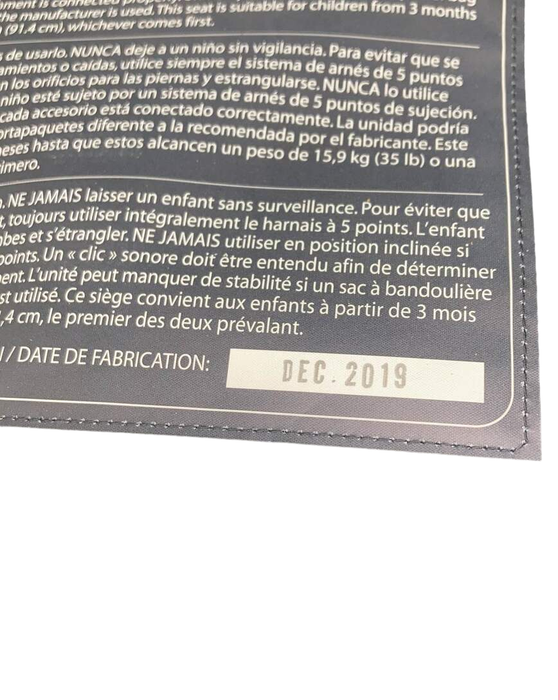 connected
the manufacturer is used. This seat is suitable for children from 3 months
(91.4 cm), whichever comes first.
de usarlo. NUNCA deje a un niño sin vigilancia. Para evitar que se
amientos o caídas, utilice siempre el sistema de arnés de 5 puntos
n los orificios para las piernas y estrangularse. NUNCA lo utilice
niño esté sujeto por un sistema de arnés de 5 puntos de sujeción.
cada accesorio está conectado correctamente. La unidad podría
ortapaquetes diferente a la recomendada por el fabricante. Este
eses hasta que estos alcancen un peso de 15,9 kg (35 lb) o una
imero.
. NE JAMAIS laisser un enfant sans surveillance. Pour éviter que
t, toujours utiliser intégralement le harnais à 5 points. L'enfant
bes et s'étrangler. NE JAMAIS utiliser en position inclinée si
points. Un « clic » sonore doit être entendu afin de déterminer
ent. L'unité peut manquer de stabilité si un sac à bandoulière
st utilisé. Ce siège convient aux enfants à partir de 3 mois
,4 cm, le premier des deux prévalant.
/ DATE DE FABRICATION: DEC. 2019